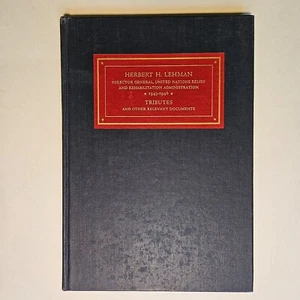 HERBERT H. LEHMAN
DIRECTOR GENERAL, UNITED NATIONS RELIEF
AND REHABILITATION ADMINISTRATION
★ 1943-1946 ★
TRIBUTES
AND OTHER RELEVANT DOCUMENTS